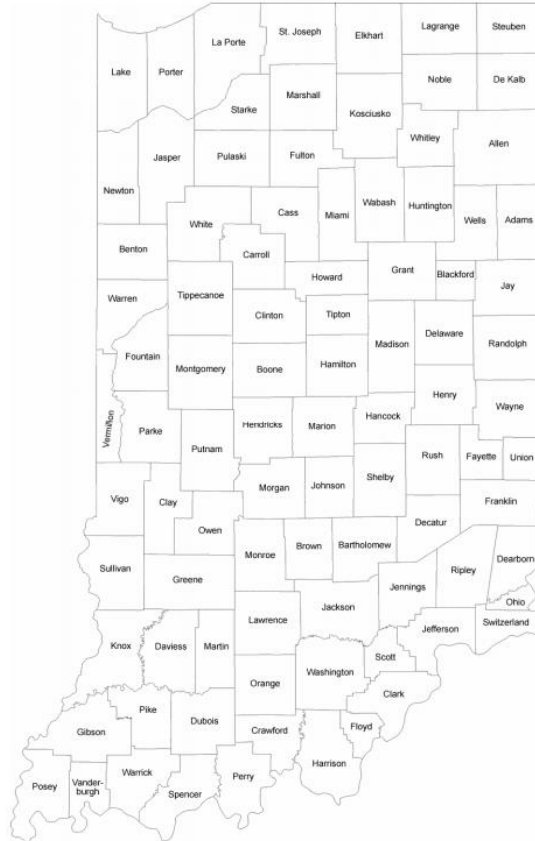 La Porte
St. Joseph
Elkhart
Lagrange
Steuben
Lake
Porter
Noble
De Kalb
Marshall
Starke
Kosciusko
Whitley
Allen
Jasper
Pulaski
Fulton
Newton
White
Cass
Miami
Wabash
Huntington
Wells
Adams
Benton
Carroll
Howard
Grant
Blackford
Jay
Warren
Tippecanoe
Clinton
Tipton
Madison
Delaware
Randolph
Fountain
Montgomery
Boone
Hamilton
Henry
Wayne
Vermillion
Parke
Putnam
Hendricks
Marion
Hancock
Rush
Fayette
Union
Vigo
Clay
Morgan
Johnson
Shelby
Franklin
Owen
Decatur
Sullivan
Monroe
Brown
Bartholomew
Dearborn
Ripley
Greene
Jennings
Ohio
Lawrence
Jackson
Switzerland
Jefferson
Knox
Daviess
Martin
Scott
Washington
Orange
Clark
Pike
Dubois
Gibson
Crawford
Floyd
Harrison
Posey
Vander-
burgh
Warrick
Spencer
Perry